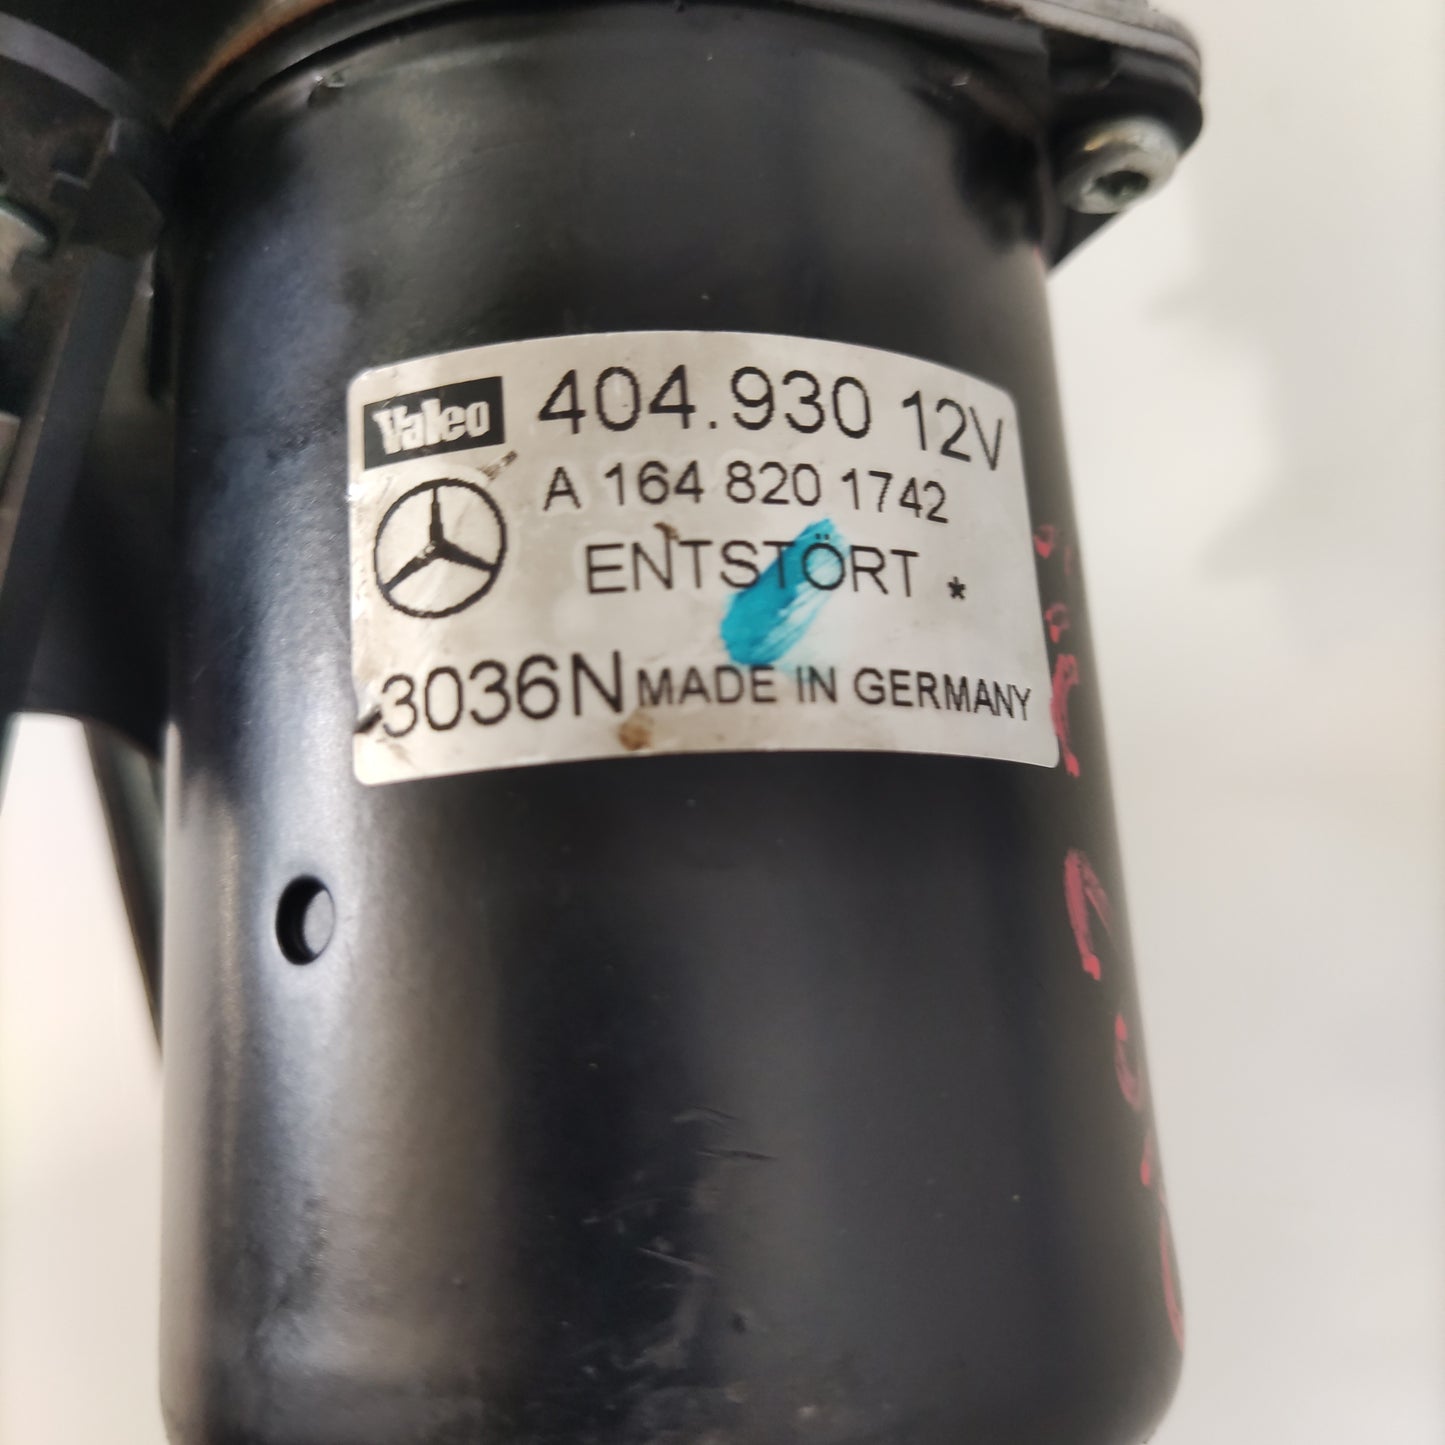 Valeo 404.930 12V
A 164 820 1742
ENTSTÖRT *
3036N MADE IN GERMANY